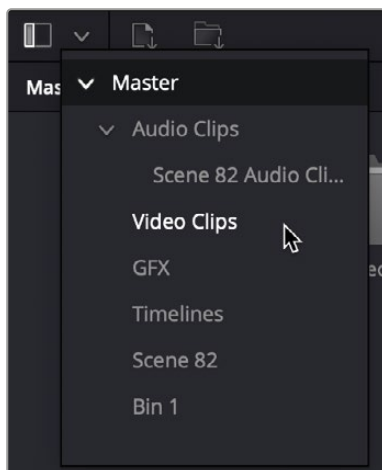 Mas
Master
Audio Clips
Scene 82 Audio Cli...
Video Clips
GFX
Timelines
Scene 82
Bin 1